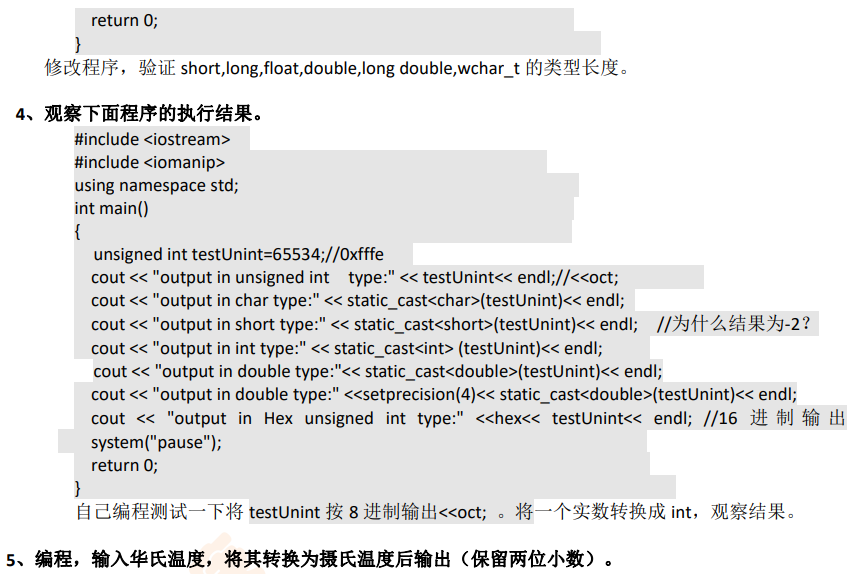 return 0;
}
修改程序，验证 short,long,float,double,long double,wchar_t 的类型长度。
4、观察下面程序的执行结果。
#include <iostream>
#include <iomanip>
using namespace std;
int main()
{
unsigned int testUnint=65534;//0xfffe
cout << "output in unsigned int    type:" << testUnint<< endl;//<<oct;
cout << "output in char type:" << static_cast<char>(testUnint)<< endl;
cout << "output in short type:" << static_cast<short>(testUnint)<< endl;    //为什么结果为-2？
cout << "output in int type:" << static_cast<int> (testUnint)<< endl;
cout << "output in double type:"<< static_cast<double>(testUnint)<< endl;
cout << "output in double type:" <<setprecision(4)<< static_cast<double>(testUnint)<< endl;
cout << "output in Hex unsigned int type:" <<hex<< testUnint<< endl; //16 进制输出
system("pause");
return 0;
}
自己编程测试一下将 testUnint 按 8 进制输出<<oct; 。将一个实数转换成 int，观察结果。
5、编程，输入华氏温度，将其转换为摄氏温度后输出（保留两位小数）。